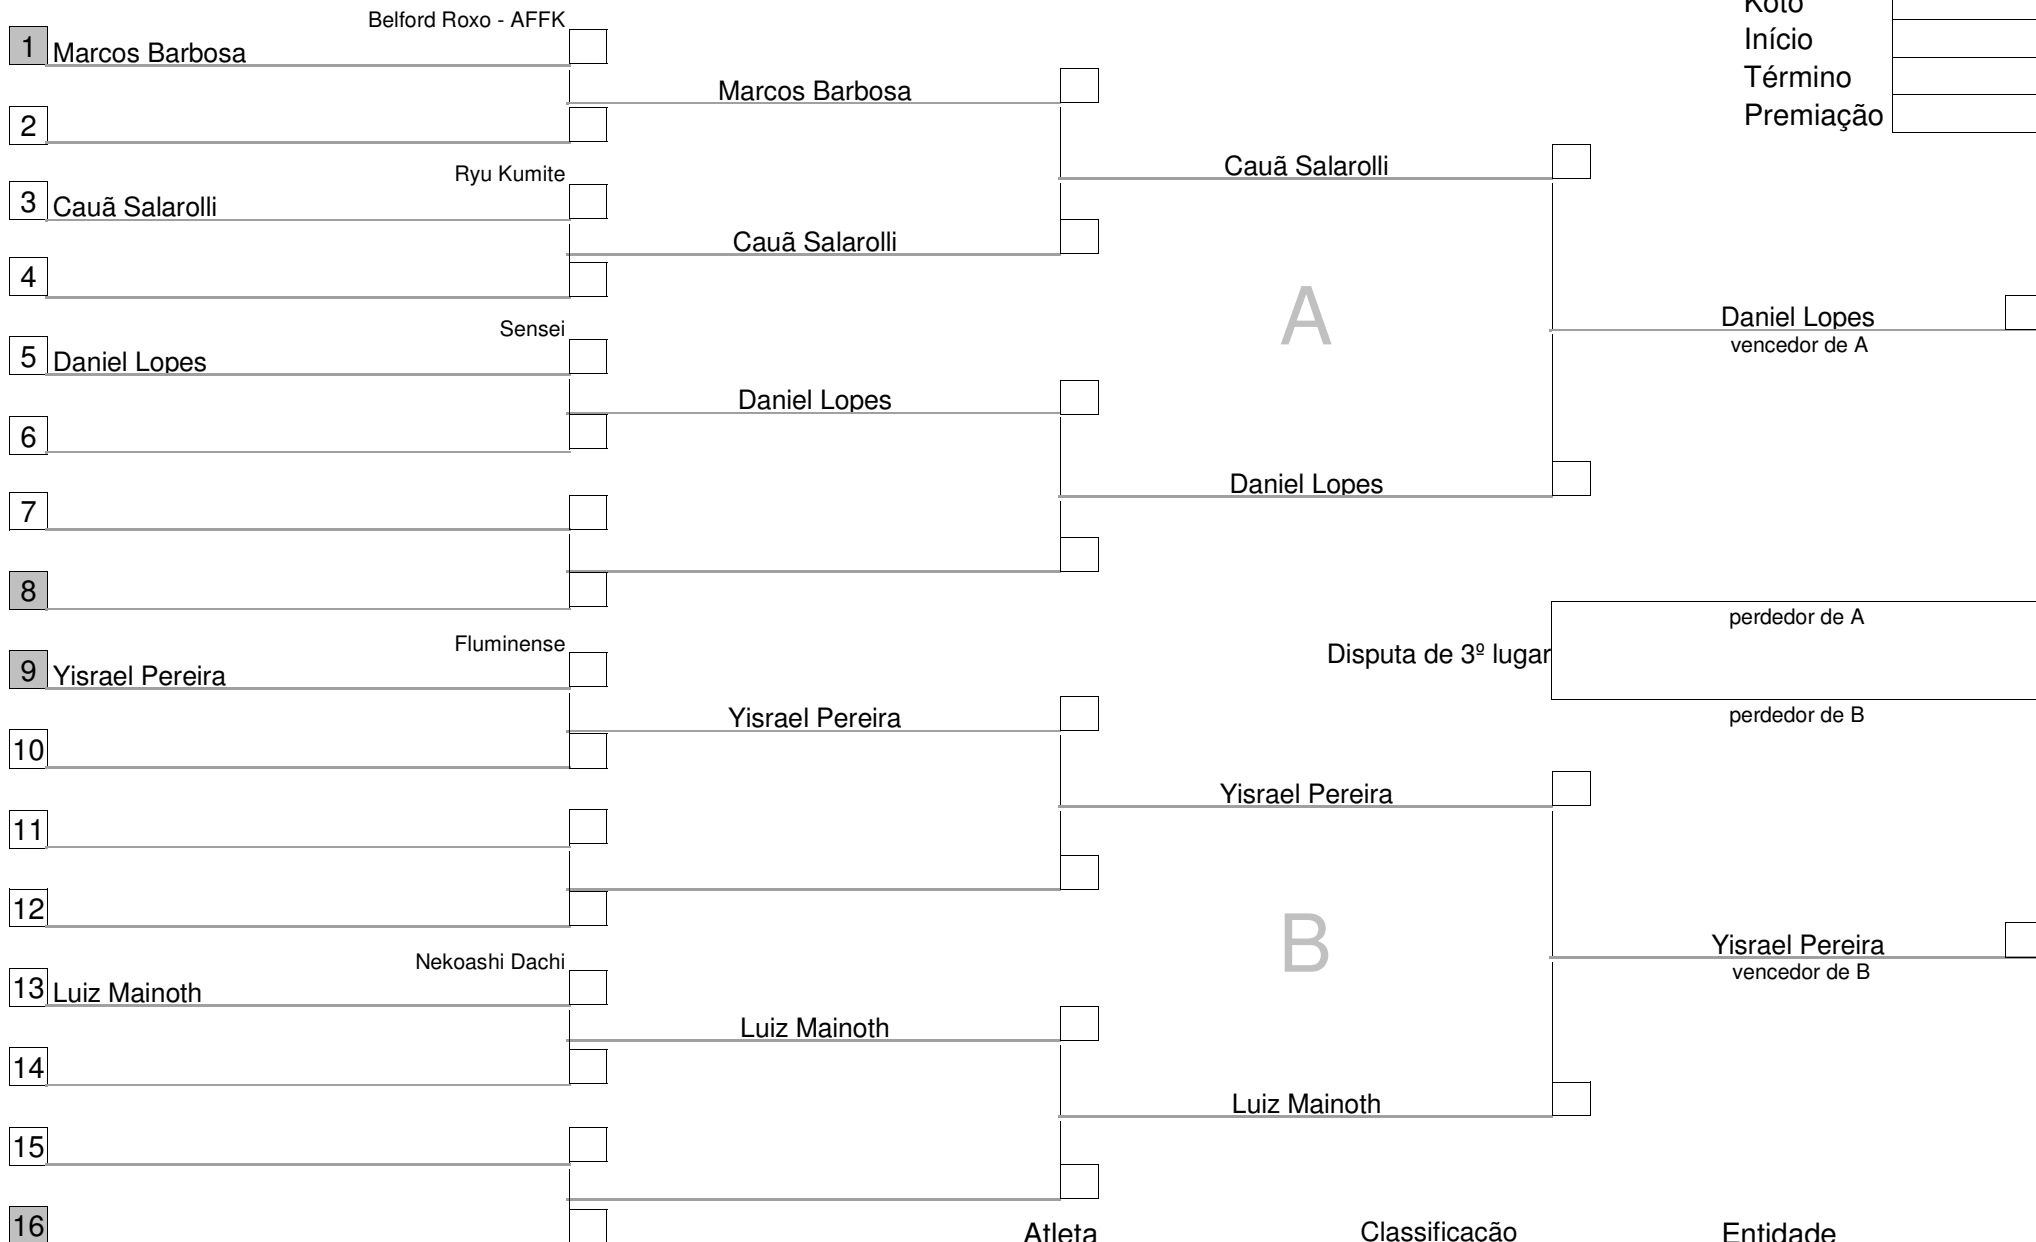 Belford Roxo - AFFK
1 Marcos Barbosa
Marcos Barbosa
2
Ryu Kumite
3 Cauã Salarolli
Cauã Salarolli
Cauã Salarolli
4
Sensei
5 Daniel Lopes
Daniel Lopes
6
Daniel Lopes
7
8
A
Daniel Lopes
vencedor de A
Koto
Início
Término
Premiação
Fluminense
9 Yisrael Pereira
Yisrael Pereira
10
Yisrael Pereira
11
12
Disputa de 3º lugar
perdedor de A
perdedor de B
B
Nekoashi Dachi
13 Luiz Mainoth
Luiz Mainoth
14
Luiz Mainoth
15
16
Yisrael Pereira
vencedor de B
Atleta Classificação Entidade